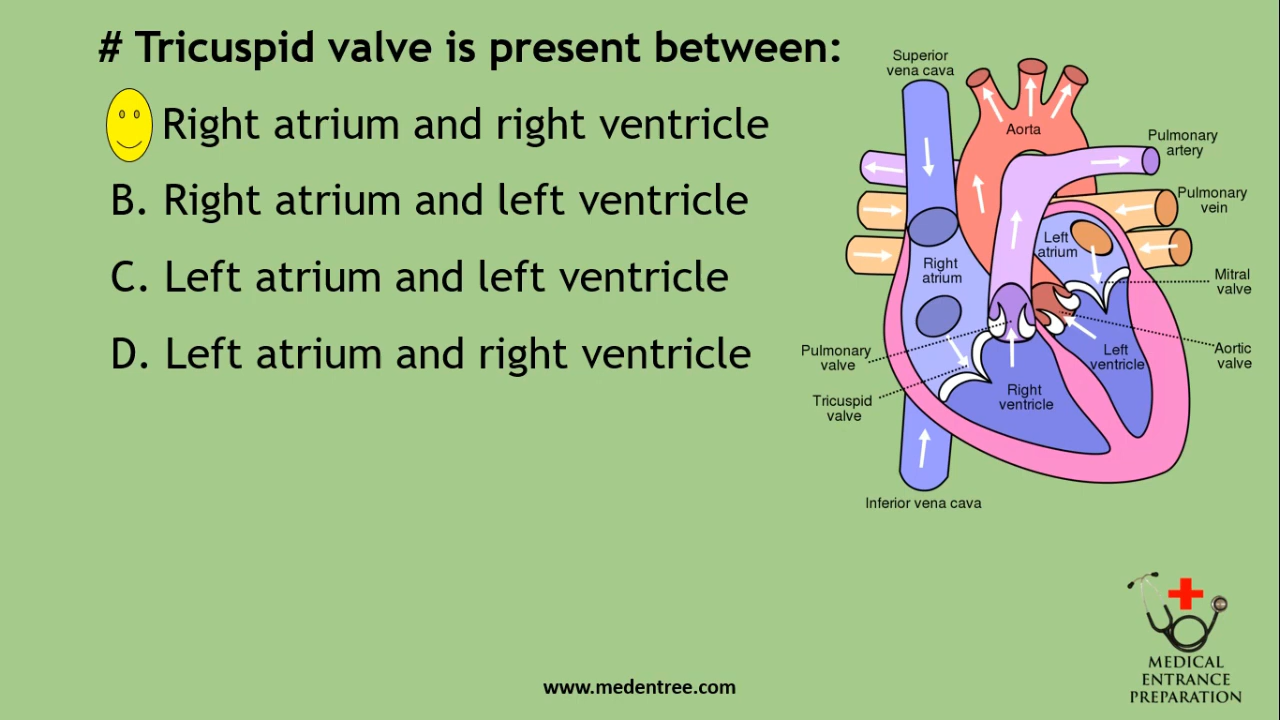 # Tricuspid valve is present between:
Right atrium and right ventricle
B. Right atrium and left ventricle
C. Left atrium and left ventricle
D. Left atrium and right ventricle
Superior
vena cava
Aorta
Pulmonary
artery
Pulmonary
vein
Left
atrium
Right
atrium
Mitral
valve
Pulmonary
valve
Left
ventricle
Aortic
valve
Right
ventricle
Tricuspid
valve
Inferior vena cava
MEDICAL
ENTRANCE
PREPARATION
www.medentree.com